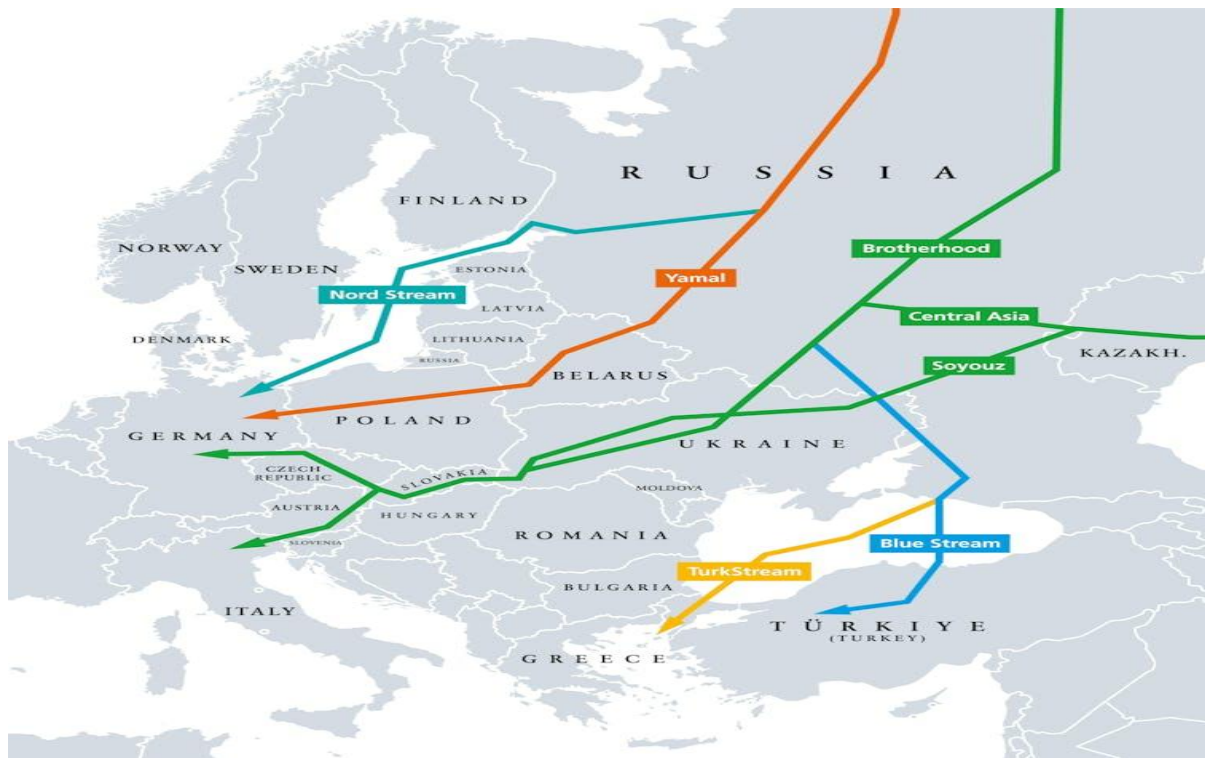 RUSSIA
FINLAND
NORWAY
SWEDEN
Brotherhood
ESTONIA
Yamal
Nord Stream
LATVIA
Central Asia
DENMARK
LITHUANIA
RUSSIA
KAZAKH.
Soyouz
BELARUS
POLAND
GERMANY
UKRAINE
CZECH
REPUBLIC
SLOVAKIA
MOLDOVA
AUSTRIA
HUNGARY
ROMANIA
SLOVENIA
Blue Stream
TurkStream
BULGARIA
ITALY
TÜRKIYE
(TURKEY)
GREECE